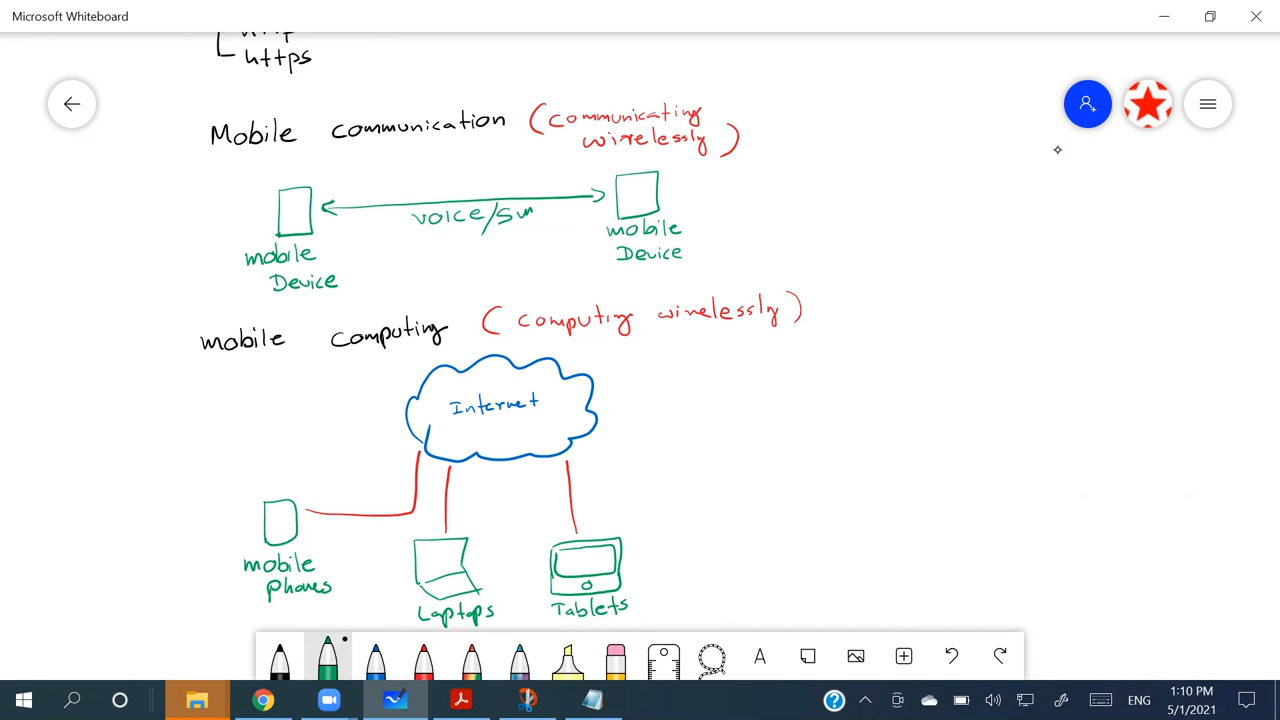 Microsoft Whiteboard
https
Mobile communication (communicating
wirelessly)
voice/sm
mobile
Device
mobile
Device
mobile computing (computing wirelessly)
Internet
mobile
phones
Laptops
Tablets
A
ENG
1:10 PM
5/1/2021